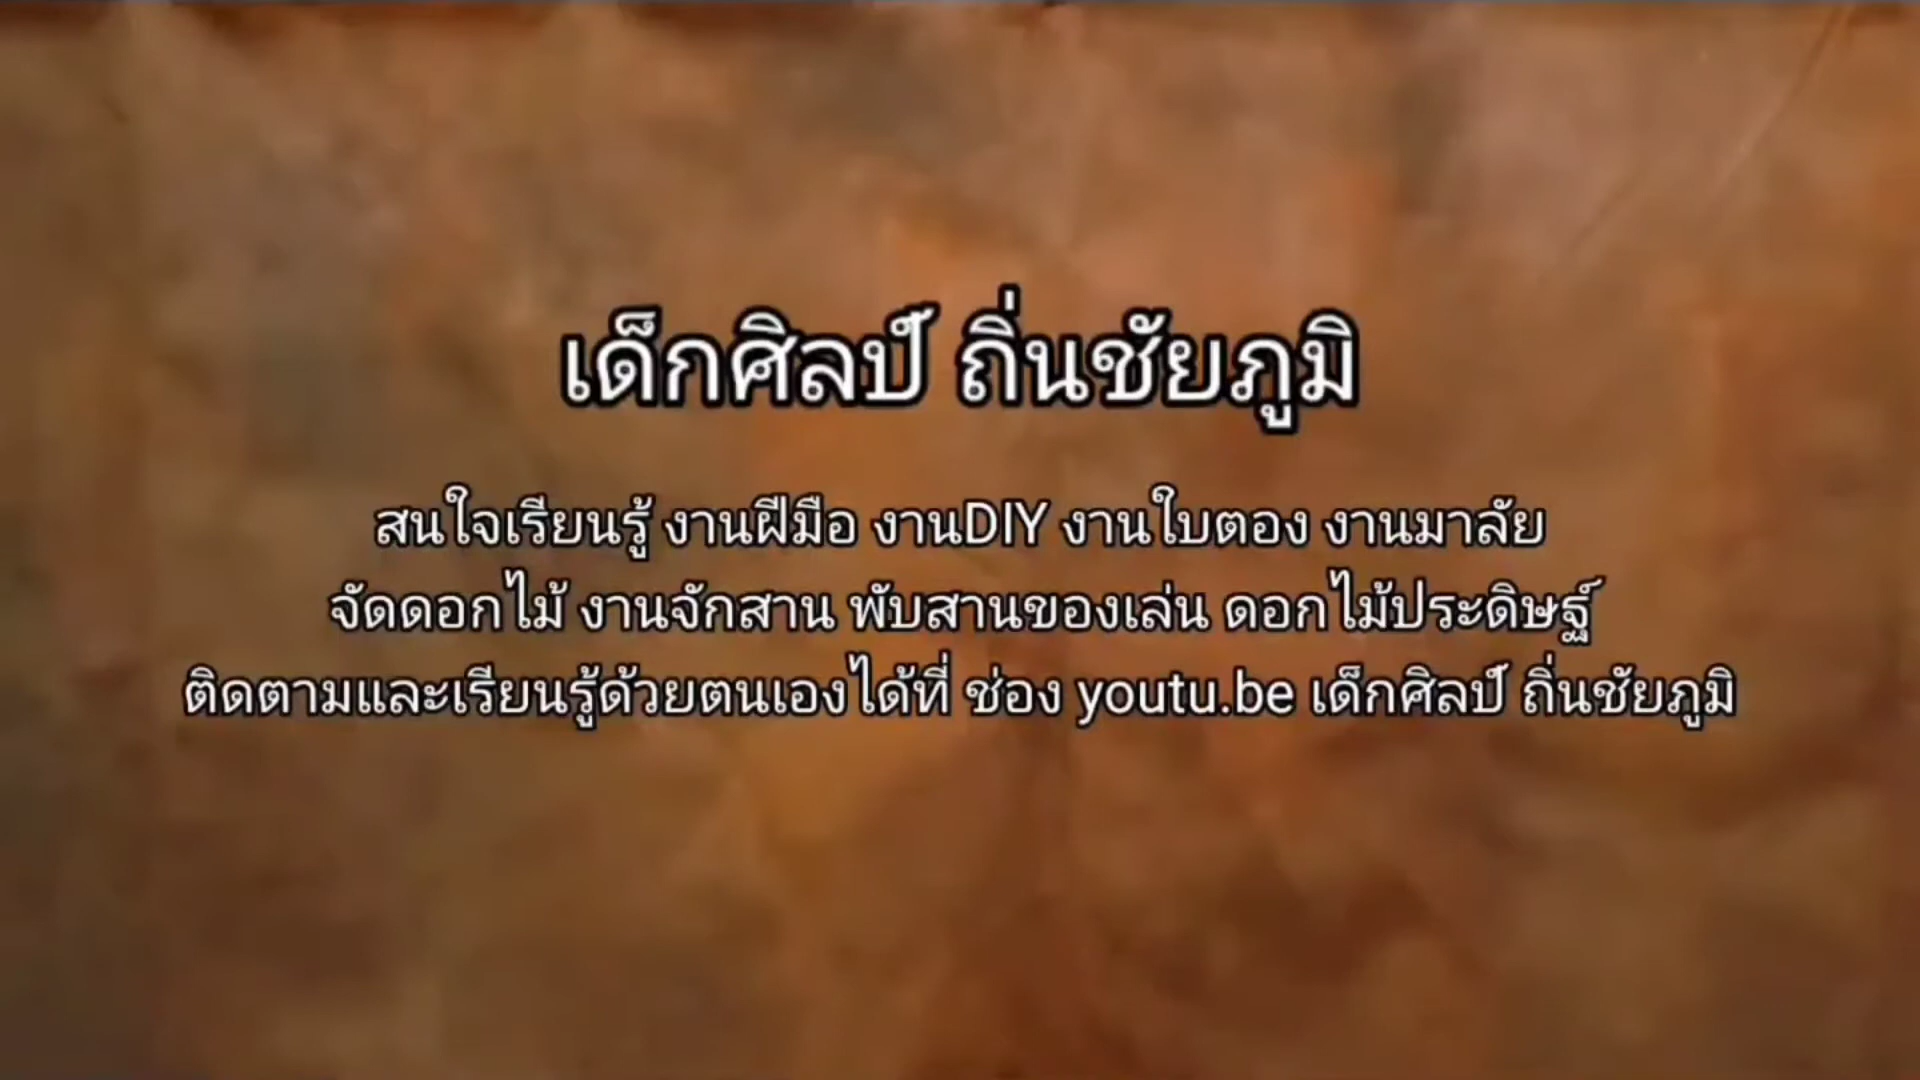 เด็กศิลป์ ถิ่นชัยภูมิ
สนใจเรียนรู้ งานฝีมือ งานDIY งานใบตอง งานมาลัย
จัดดอกไม้ งานจักสาน พับสานของเล่น ดอกไม้ประดิษฐ์
ติดตามและเรียนรู้ด้วยตนเองได้ที่ ช่อง youtu.be เด็กศิลป์ ถิ่นชัยภูมิ